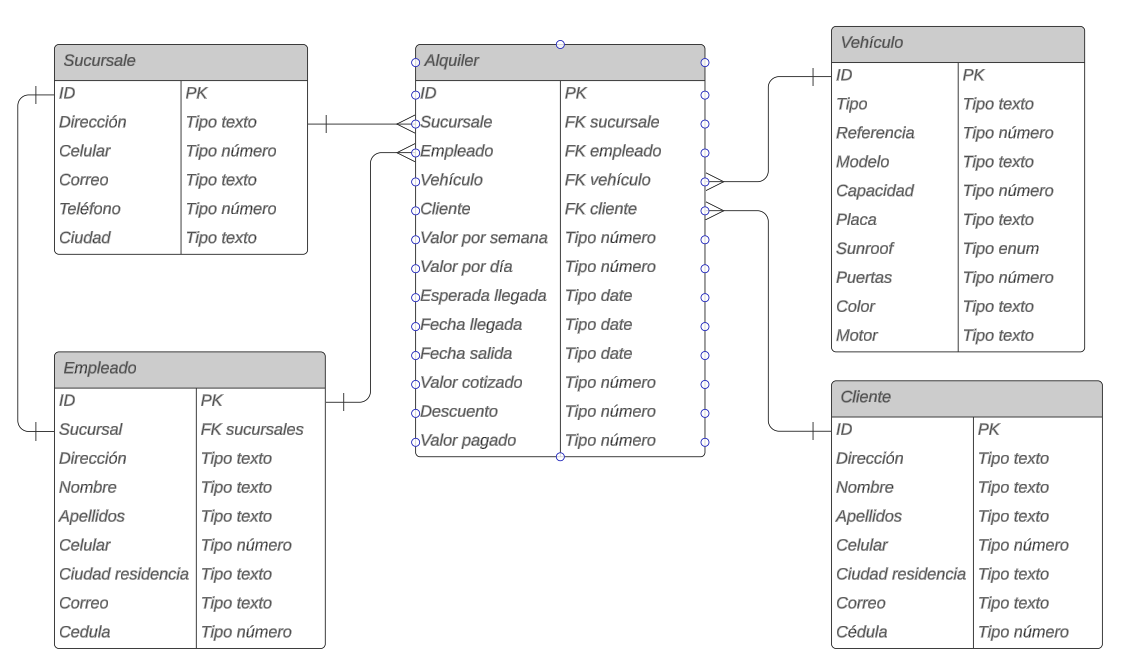 Sucursale
ID PK
Dirección Tipo texto
Celular Tipo número
Correo Tipo texto
Teléfono Tipo número
Ciudad Tipo texto
Empleado
ID PK
Sucursal FK sucursales
Dirección Tipo texto
Nombre Tipo texto
Apellidos Tipo texto
Celular Tipo número
Ciudad residencia Tipo texto
Correo Tipo texto
Cedula Tipo número
Alquiler
ID PK
Sucursale FK sucursale
Empleado FK empleado
Vehículo FK vehículo
Cliente FK cliente
Valor por semana Tipo número
Valor por día Tipo número
Esperada llegada Tipo date
Fecha llegada Tipo date
Fecha salida Tipo date
Valor cotizado Tipo número
Descuento Tipo número
Valor pagado Tipo número
Vehículo
ID PK
Tipo Tipo texto
Referencia Tipo número
Modelo Tipo texto
Capacidad Tipo número
Placa Tipo texto
Sunroof Tipo enum
Puertas Tipo número
Color Tipo texto
Motor Tipo texto
Cliente
ID PK
Dirección Tipo texto
Nombre Tipo texto
Apellidos Tipo texto
Celular Tipo número
Ciudad residencia Tipo texto
Correo Tipo texto
Cédula Tipo número